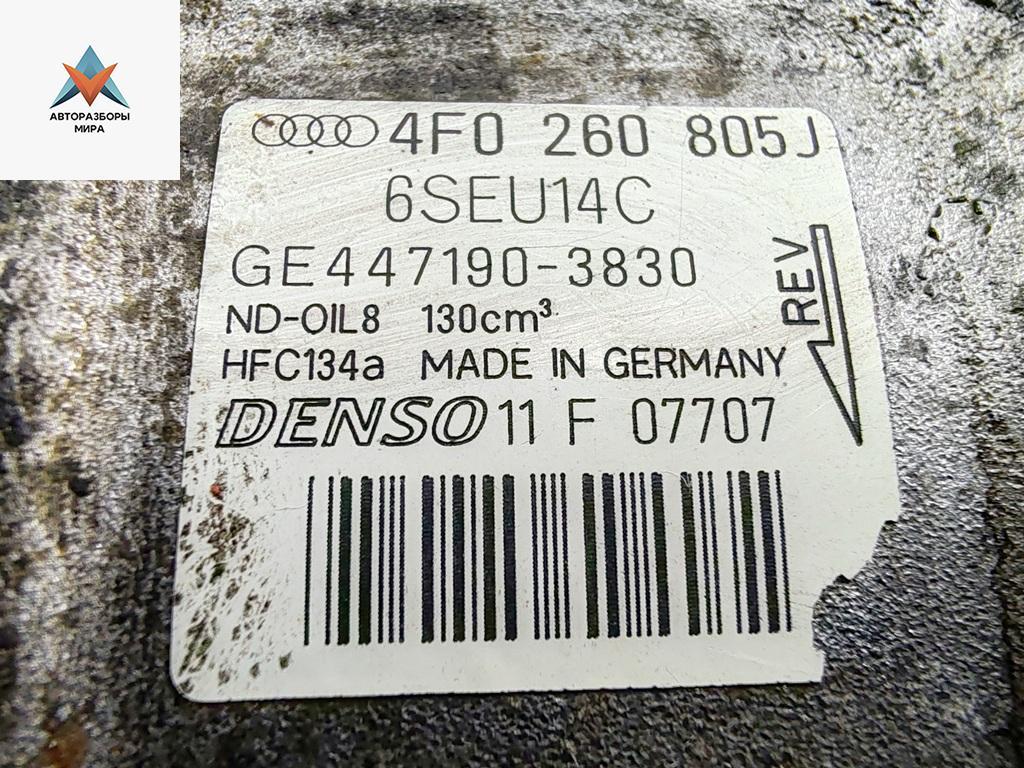 АВТОРАЗБОРЫ
МИРА
4F0 260 805J
6SEU14C
GE447190-3830
ND-OIL8 130cm³
HFC134a MADE IN GERMANY
DENSO 11 F 07707
REV